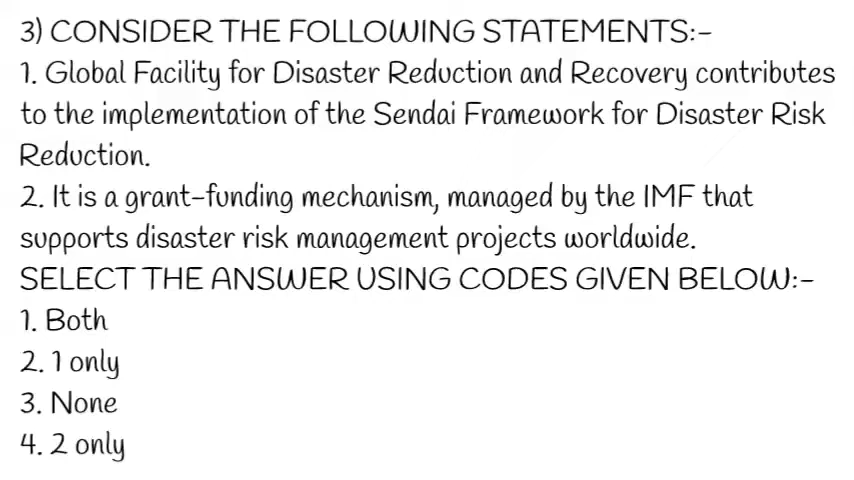 3) CONSIDER THE FOLLOWING STATEMENTS:-
1. Global Facility for Disaster Reduction and Recovery contributes
to the implementation of the Sendai Framework for Disaster Risk
Reduction.
2. It is a grant-funding mechanism, managed by the IMF that
supports disaster risk management projects worldwide.
SELECT THE ANSWER USING CODES GIVEN BELOW:-
1. Both
2. 1 only
3. None
4. 2 only